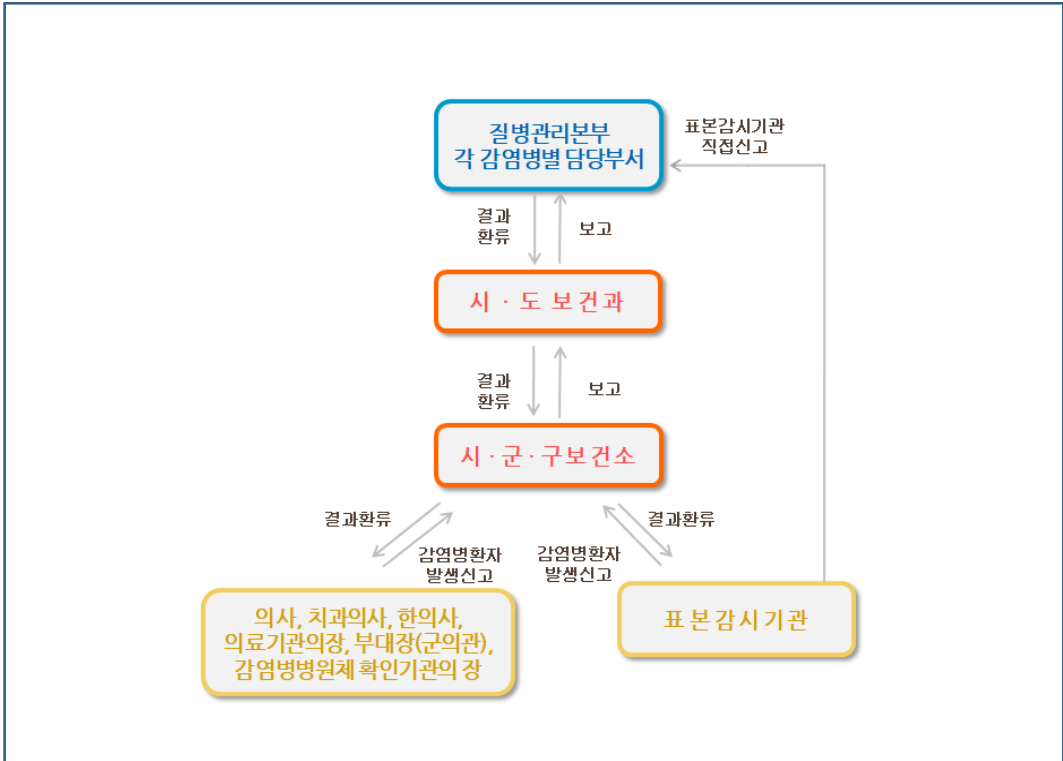 질병관리본부
각 감염병별 담당부서
표본감시기관
직접신고
결과
환류
보고
시 · 도 보건과
결과
환류
보고
시 · 군 · 구보건소
결과환류
감염병환자
발생신고
감염병환자
발생신고
결과환류
의사, 치과의사, 한의사,
의료기관의장, 부대장(군의관),
감염병병원체 확인기관의 장
표본감시기관